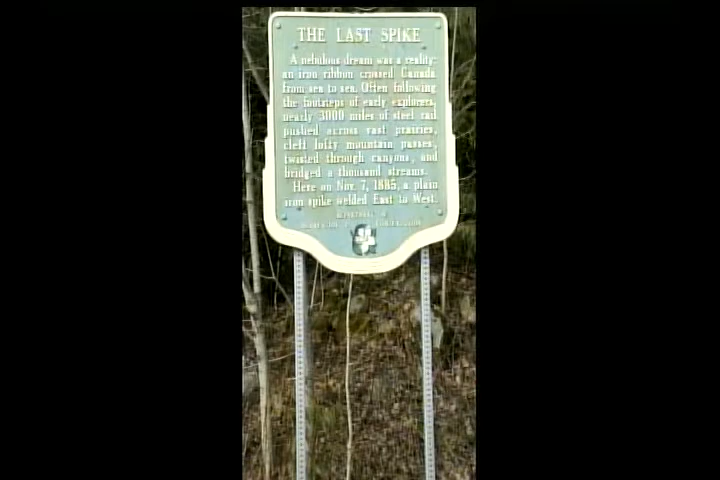 THE LAST SPIKE
A nebulous dream was a reality:
an iron ribbon crossed Canada
from sea to sea. Often following
the footsteps of early explorers,
nearly 3000 miles of steel rail
pushed across vast prairies,
cleft lofty mountain passes,
twisted through canyons, and
bridged a thousand streams.
Here on Nov. 7, 1885, a plain
iron spike welded East to West.